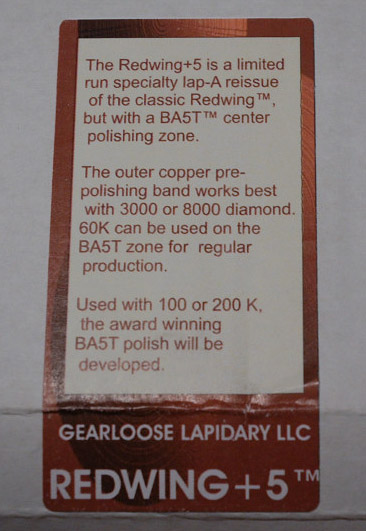 The Redwing+5 is a limited
run specialty lap-A reissue
of the classic Redwing™,
but with a BA5T™ center
polishing zone.
The outer copper pre-
polishing band works best
with 3000 or 8000 diamond.
60K can be used on the
BA5T zone for regular
production.
Used with 100 or 200 K,
the award winning
BA5T polish will be
developed.
GEARLOOSE LAPIDARY LLC
REDWING+5™